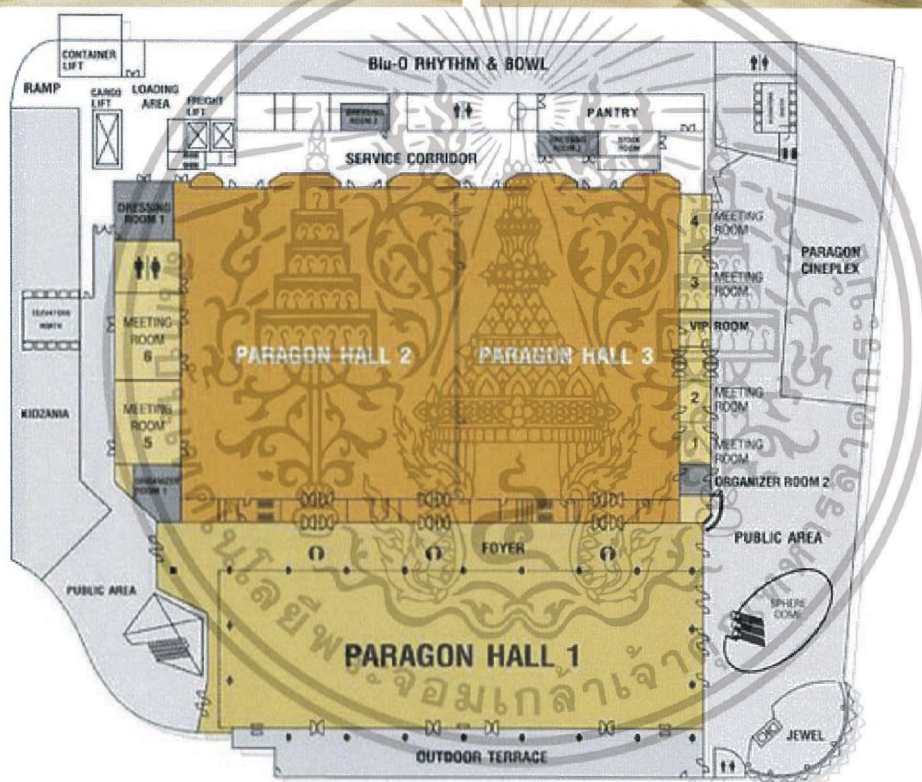 CONTAINER
LIFT
RAMP
CARGO
LIFT
LOADING
AREA
FREIGHT
LIFT
Blu-O RHYTHM & BOWL
PANTRY
SERVICE CORRIDOR
DRESSING
ROOM 1
MEETING
ROOM
6
MEETING
ROOM
5
KIDZANIA
PARAGON HALL 2
PARAGON HALL 3
4 MEETING
ROOM
3 MEETING
ROOM
VIP ROOM
2 MEETING
ROOM
1 MEETING
ROOM
ORGANIZER ROOM 2
PARAGON
CINEPLEX
PUBLIC AREA
FOYER
PUBLIC AREA
SPHERE
DOME
PARAGON HALL 1
JEWEL
OUTDOOR TERRACE